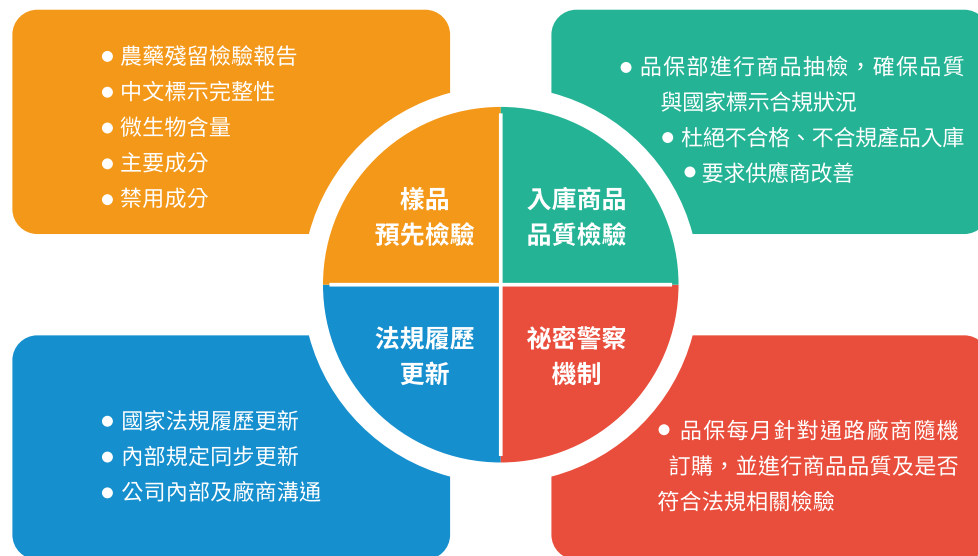 ● 農藥殘留檢驗報告
● 中文標示完整性
● 微生物含量
● 主要成分
● 禁用成分
● 品保部進行商品抽檢，確保品質
與國家標示合規狀況
● 杜絕不合格、不合規產品入庫
● 要求供應商改善
樣品
預先檢驗
入庫商品
品質檢驗
法規履歷
更新
祕密警察
機制
● 國家法規履歷更新
● 內部規定同步更新
● 公司內部及廠商溝通
● 品保每月針對通路廠商隨機
訂購，並進行商品品質及是否
符合法規相關檢驗